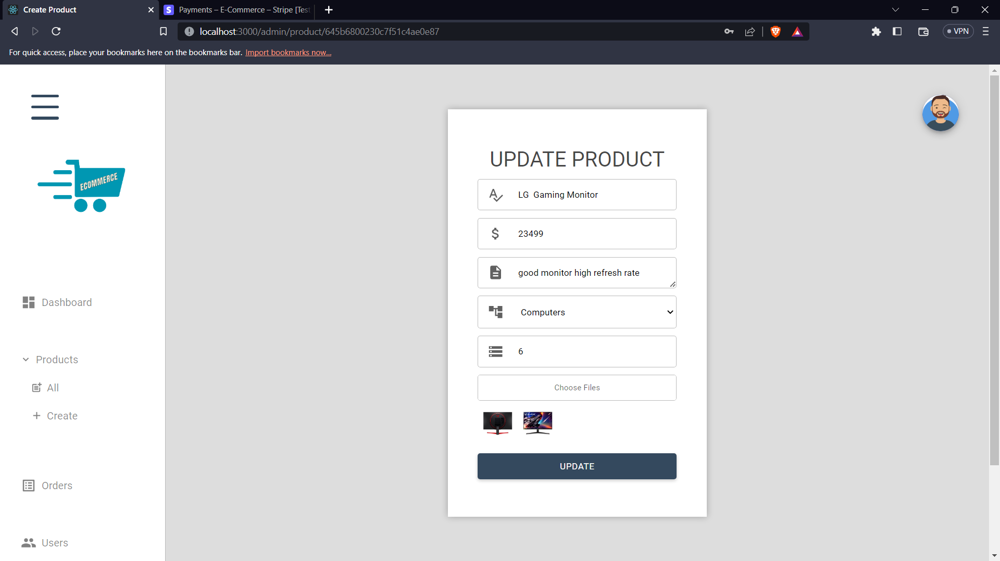 Create Product
Payments – E-Commerce – Stripe [Test
localhost:3000/admin/product/645b6800230c7f51c4ae0e87
VPN
For quick access, place your bookmarks here on the bookmarks bar. Import bookmarks now...
ECOMMERCE
Dashboard
Products
All
Create
Orders
Users
UPDATE PRODUCT
LG  Gaming Monitor
23499
good monitor high refresh rate
Computers
6
Choose Files
UPDATE